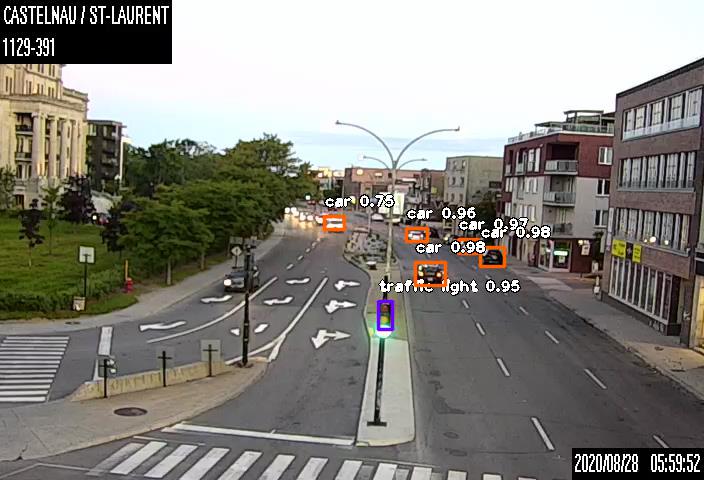 CASTELNAU / ST-LAURENT
1129-391
car 0.75
car 0.96
car 0.97
car 0.98
car 0.98
traffic light 0.95
2020/08/28 05:59:52